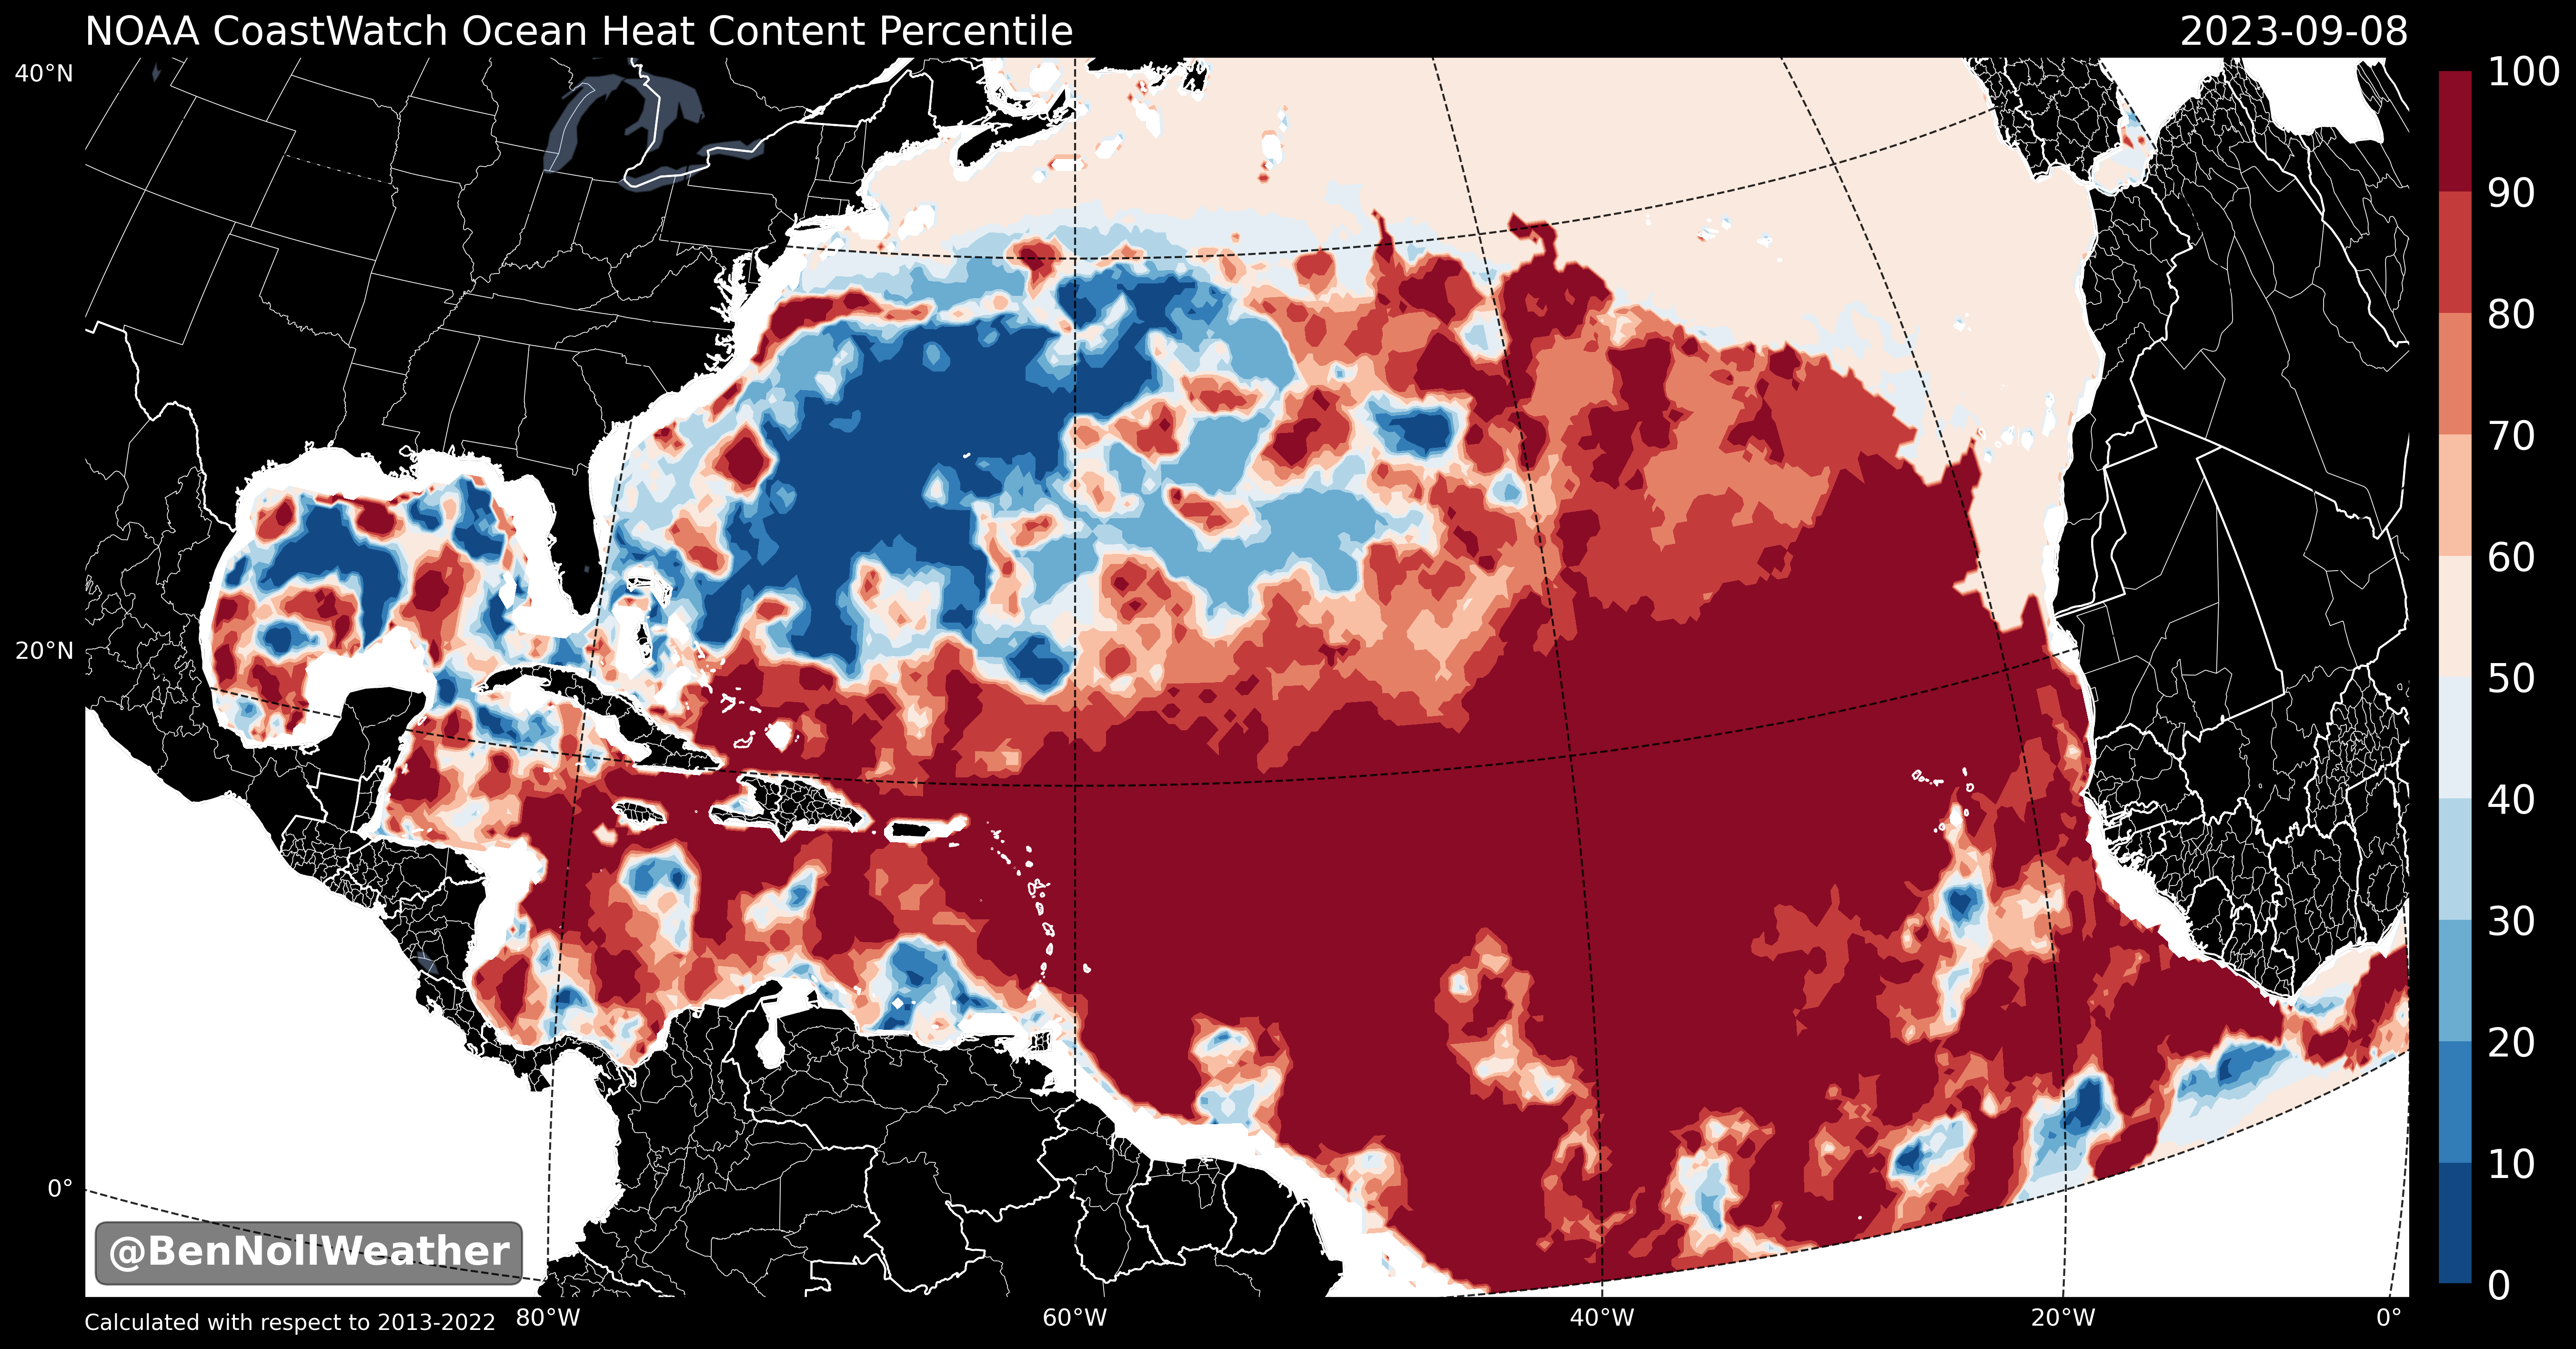 NOAA CoastWatch Ocean Heat Content Percentile
2023-09-08
40°N
20°N
0°
100
90
80
70
60
50
40
30
20
10
0
@BenNollWeather
Calculated with respect to 2013-2022
80°W
60°W
40°W
20°W
0°